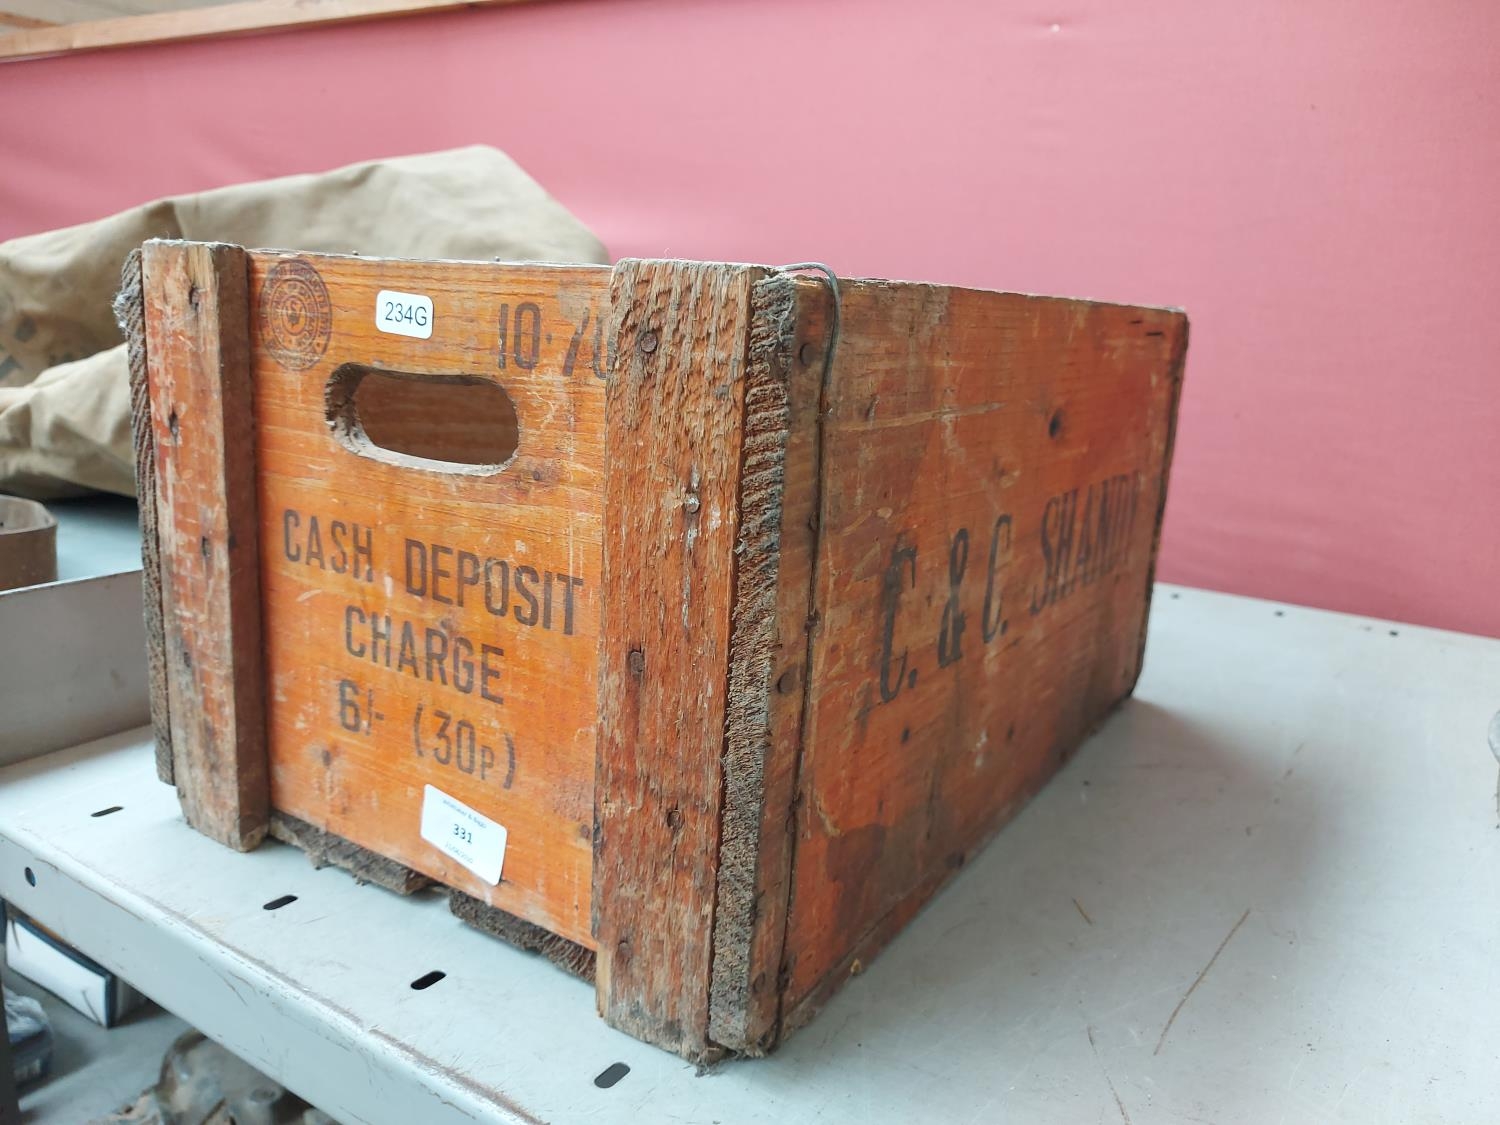 234G
10·70
CASH DEPOSIT
CHARGE
6/- (30P)
331
C. & C. SHANDY